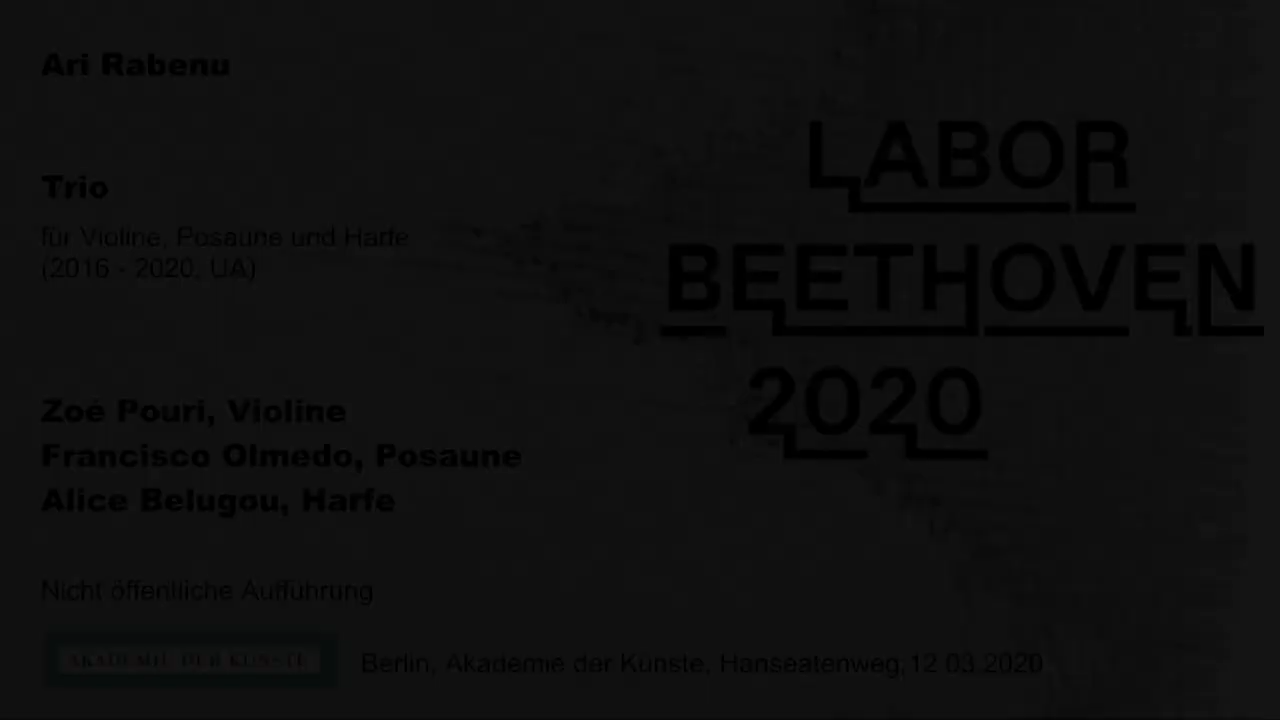 Ari Rabenu
Trio
für Violine, Posaune und Harfe
(2016 - 2020, UA)
Zoé Pouri, Violine
Francisco Olmedo, Posaune
Alice Belugou, Harfe
Nicht öffentliche Aufführung
AKADEMIE DER KÜNSTE
Berlin, Akademie der Künste, Hanseatenweg, 12 03.2020
LABOR
BEETHOVEN
2020